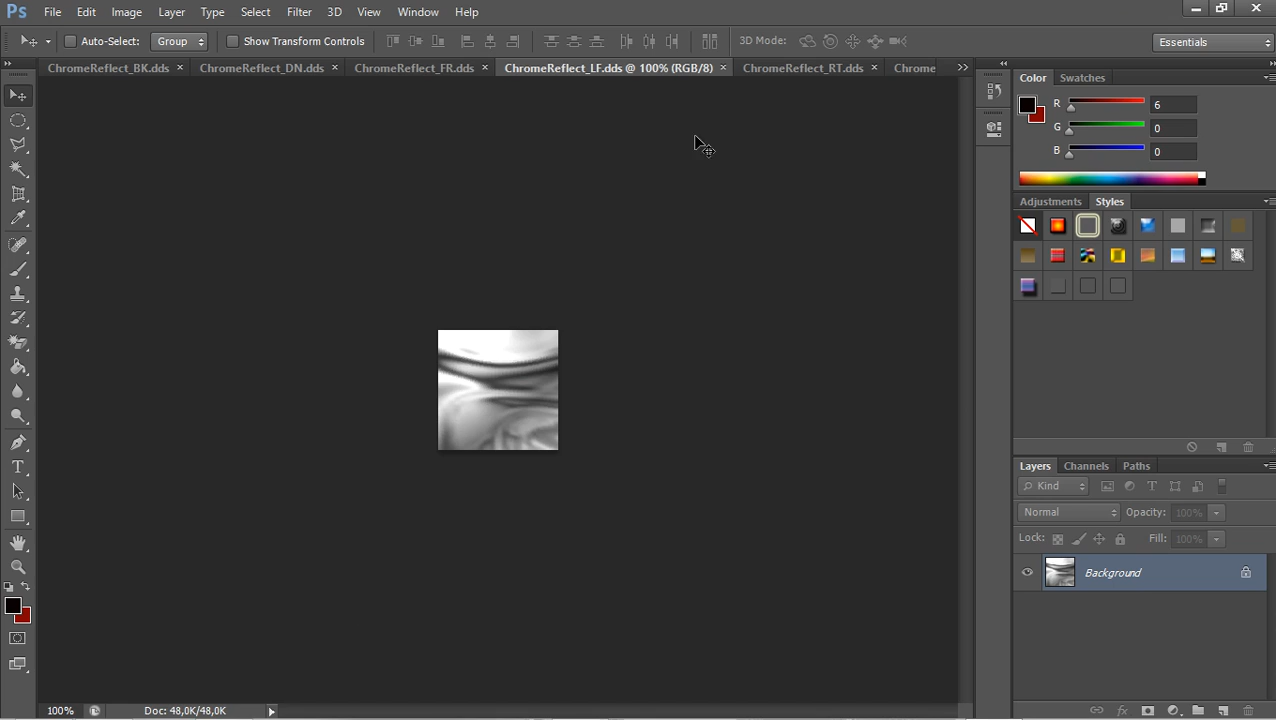 Ps File Edit Image Layer Type Select Filter 3D View Window Help
Auto-Select: Group Show Transform Controls 3D Mode: Essentials
ChromeReflect_BK.dds × ChromeReflect_DN.dds × ChromeReflect_FR.dds × ChromeReflect_LF.dds @ 100% (RGB/8) × ChromeReflect_RT.dds × Chrome
Color Swatches
R 6
G 0
B 0
Adjustments Styles
T
Layers Channels Paths
Kind T
Normal Opacity: 100%
Lock: Fill: 100%
Background
100% Doc: 48,0K/48,0K
fx